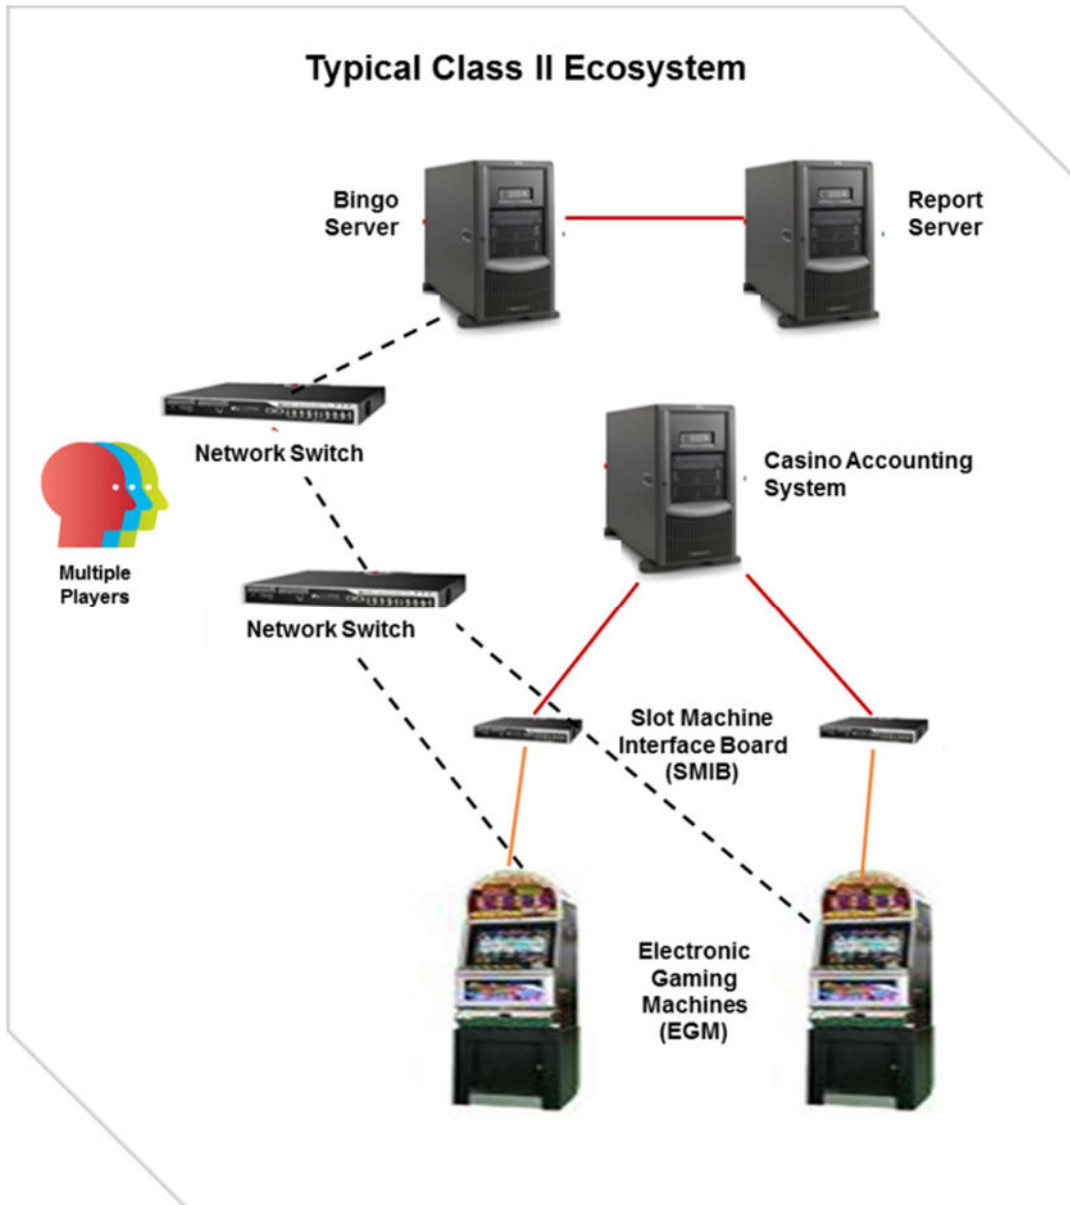 Typical Class II Ecosystem
Bingo
Server
Report
Server
Network Switch
Casino Accounting
System
Multiple
Players
Network Switch
Slot Machine
Interface Board
(SMIB)
Electronic
Gaming
Machines
(EGM)